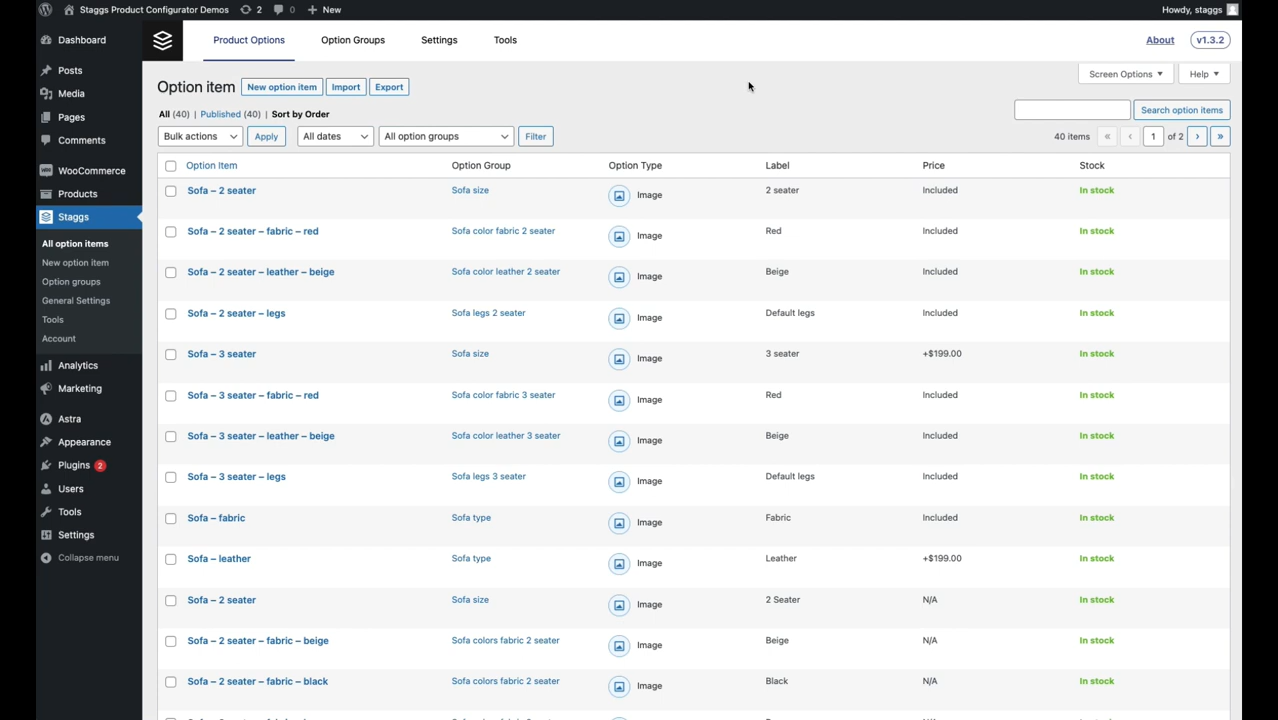 Staggs Product Configurator Demos 2 0 New Howdy, staggs
Dashboard
Posts
Media
Pages
Comments
WooCommerce
Products
Staggs
All option items
New option item
Option groups
General Settings
Tools
Account
Analytics
Marketing
Astra
Appearance
Plugins 2
Users
Tools
Settings
Collapse menu
Product Options Option Groups Settings Tools About v1.3.2
Screen Options Help
Option item New option item Import Export
All (40) | Published (40) | Sort by Order
Search option items
Bulk actions Apply All dates All option groups Filter 40 items « ‹ 1 of 2 › »
Option Item Option Group Option Type Label Price Stock
Sofa – 2 seater Sofa size Image 2 seater Included In stock
Sofa – 2 seater – fabric – red Sofa color fabric 2 seater Image Red Included In stock
Sofa – 2 seater – leather – beige Sofa color leather 2 seater Image Beige Included In stock
Sofa – 2 seater – legs Sofa legs 2 seater Image Default legs Included In stock
Sofa – 3 seater Sofa size Image 3 seater +$199.00 In stock
Sofa – 3 seater – fabric – red Sofa color fabric 3 seater Image Red Included In stock
Sofa – 3 seater – leather – beige Sofa color leather 3 seater Image Beige Included In stock
Sofa – 3 seater – legs Sofa legs 3 seater Image Default legs Included In stock
Sofa – fabric Sofa type Image Fabric Included In stock
Sofa – leather Sofa type Image Leather +$199.00 In stock
Sofa – 2 seater Sofa size Image 2 Seater N/A In stock
Sofa – 2 seater – fabric – beige Sofa colors fabric 2 seater Image Beige N/A In stock
Sofa – 2 seater – fabric – black Sofa colors fabric 2 seater Image Black N/A In stock